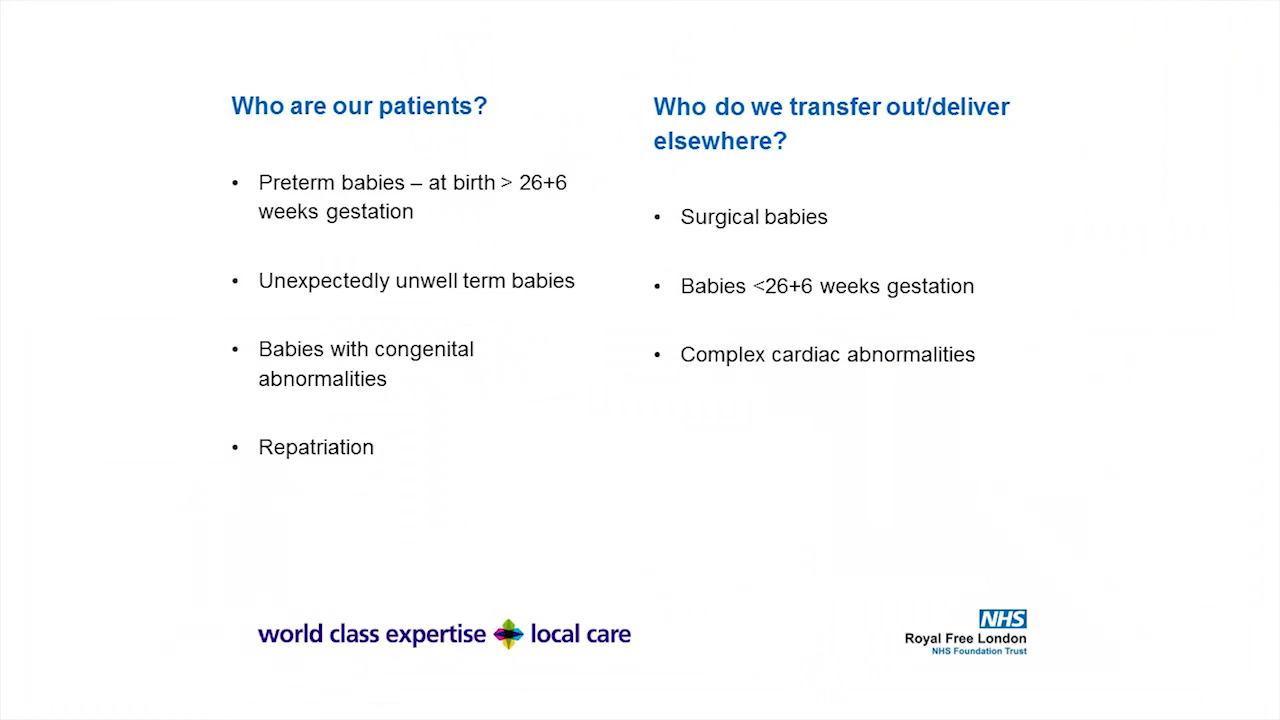 Who are our patients?
• Preterm babies – at birth > 26+6
weeks gestation
• Unexpectedly unwell term babies
• Babies with congenital
abnormalities
• Repatriation
Who do we transfer out/deliver
elsewhere?
• Surgical babies
• Babies <26+6 weeks gestation
• Complex cardiac abnormalities
world class expertise local care
NHS
Royal Free London
NHS Foundation Trust